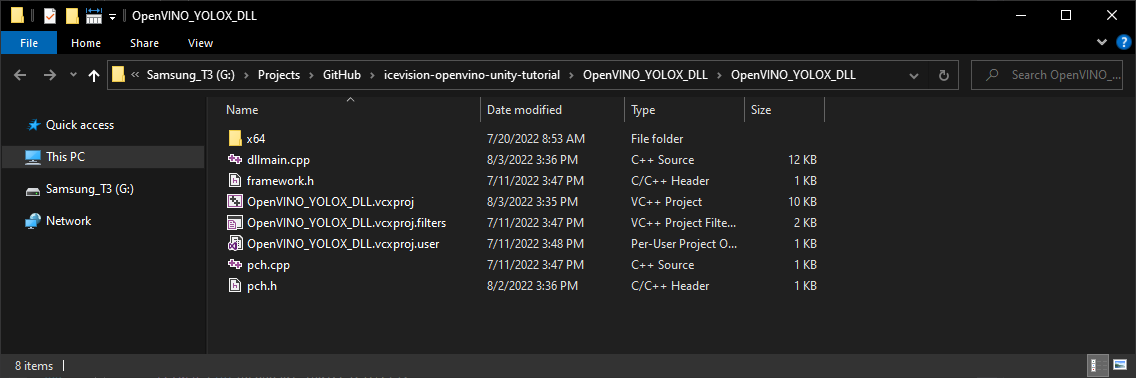 OpenVINO_YOLOX_DLL
File Home Share View
« Samsung_T3 (G:) Projects GitHub icevision-openvino-unity-tutorial OpenVINO_YOLOX_DLL OpenVINO_YOLOX_DLL Search OpenVINO_...
Name Date modified Type Size
Quick access
This PC
Samsung_T3 (G:)
Network
x64 7/20/2022 8:53 AM File folder
dllmain.cpp 8/3/2022 3:36 PM C++ Source 12 KB
framework.h 7/11/2022 3:47 PM C/C++ Header 1 KB
OpenVINO_YOLOX_DLL.vcxproj 8/3/2022 3:35 PM VC++ Project 10 KB
OpenVINO_YOLOX_DLL.vcxproj.filters 7/11/2022 3:47 PM VC++ Project Filte... 2 KB
OpenVINO_YOLOX_DLL.vcxproj.user 7/11/2022 3:48 PM Per-User Project O... 1 KB
pch.cpp 7/11/2022 3:47 PM C++ Source 1 KB
pch.h 8/2/2022 3:36 PM C/C++ Header 1 KB
8 items